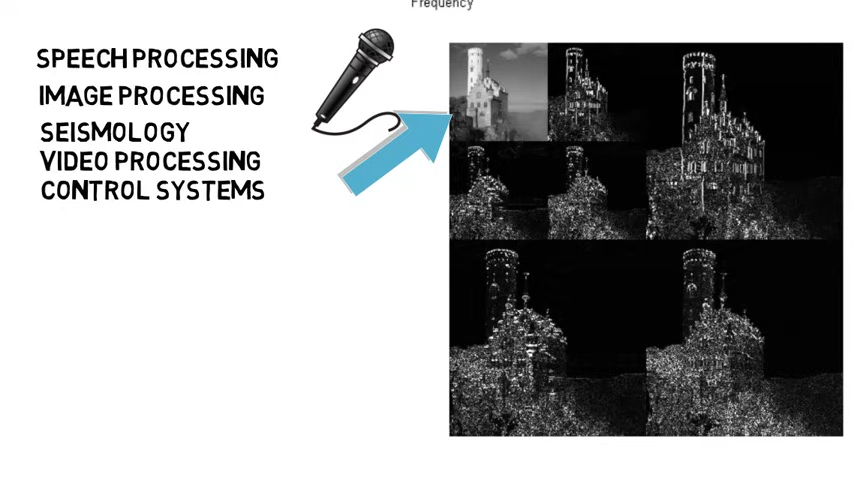 Frequency
SPEECH PROCESSING
IMAGE PROCESSING
SEISMOLOGY
VIDEO PROCESSING
CONTROL SYSTEMS